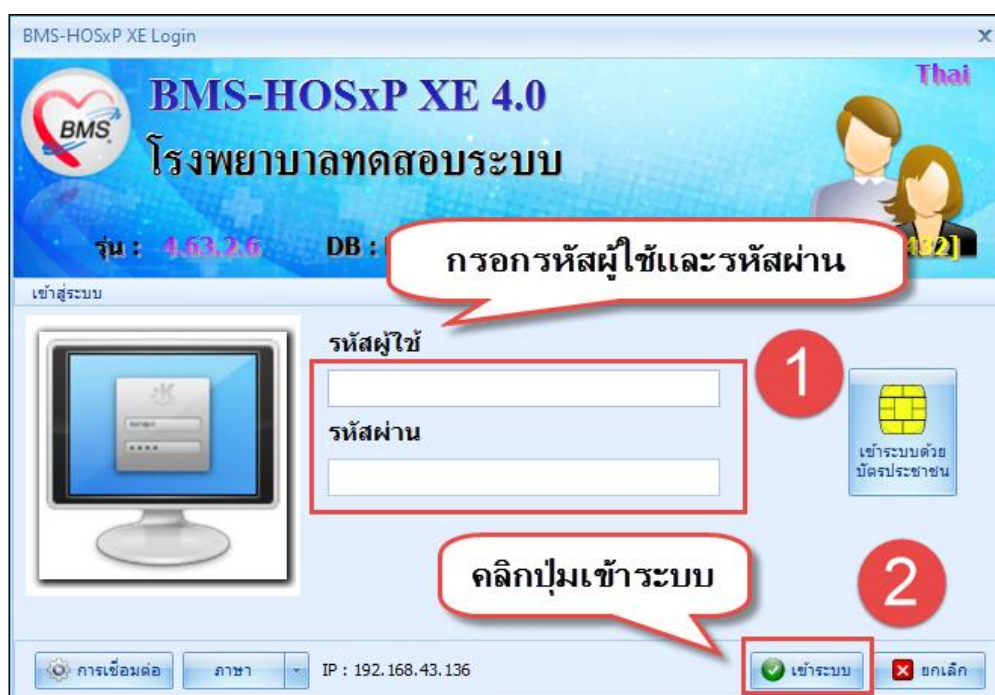 BMS-HOSxP XE Login
x
Thai
BMS-HOSxP XE 4.0
BMS
โรงพยาบาลทดสอบระบบ
รุ่น : 4.63.2.6 DB :
กรอกรหัสผู้ใช้และรหัสผ่าน
เข้าสู่ระบบ
รหัสผู้ใช้
1
รหัสผ่าน
เข้าระบบด้วย
บัตรประชาชน
คลิกปุ่มเข้าระบบ
2
การเชื่อมต่อ ภาษา IP : 192.168.43.136 เข้าระบบ ยกเลิก